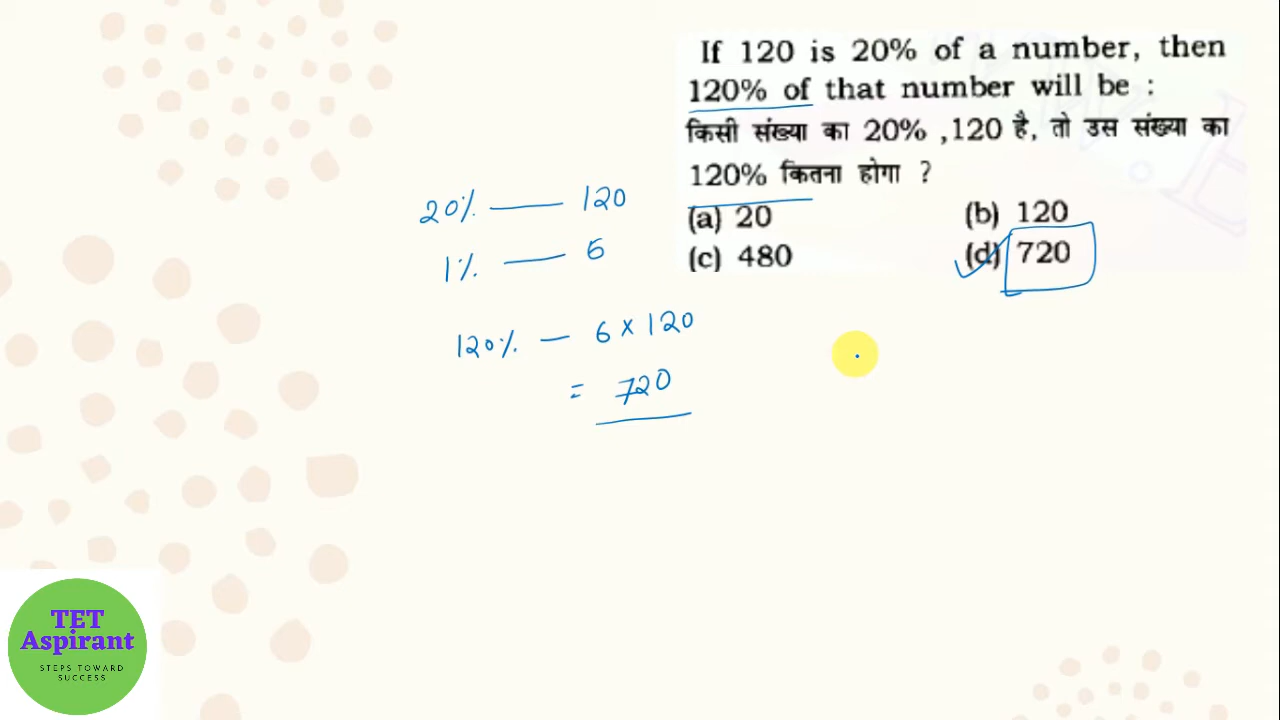 If 120 is 20% of a number, then
120% of that number will be :
किसी संख्या का 20% ,120 है, तो उस संख्या का
120% कितना होगा ?
(a) 20
(b) 120
(c) 480
(d) 720
20% — 120
1% — 6
120% — 6 × 120
= 720
TET
Aspirant
STEPS TOWARD
SUCCESS